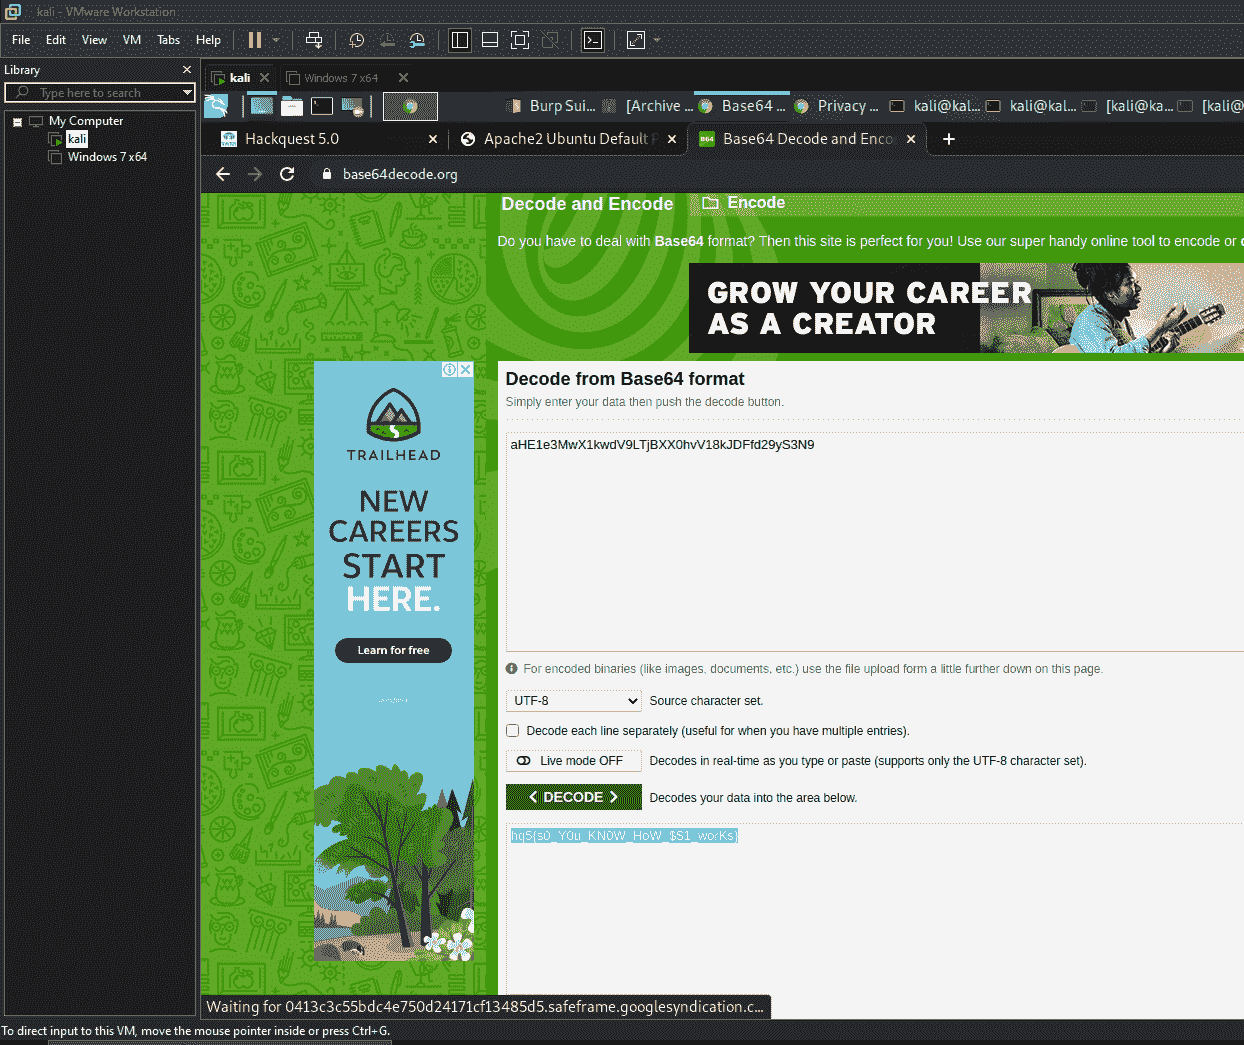 kali - VMware Workstation
File Edit View VM Tabs Help
Library
Type here to search
My Computer
kali
Windows 7 x64
kali
Windows 7 x64
Burp Sui... [Archive ... Base64 ... Privacy ... kali@kal... kali@kal... [kali@ka... [kali@
Hackquest 5.0 Apache2 Ubuntu Default P B64 Base64 Decode and Enco
base64decode.org
Decode and Encode Encode
Do you have to deal with Base64 format? Then this site is perfect for you! Use our super handy online tool to encode or d
GROW YOUR CAREER
AS A CREATOR
TRAILHEAD
NEW
CAREERS
START
HERE.
Learn for free
Decode from Base64 format
Simply enter your data then push the decode button.
aHE1e3MwX1kwdV9LTjBXX0hvV18kJDFfd29yS3N9
For encoded binaries (like images, documents, etc.) use the file upload form a little further down on this page.
UTF-8 Source character set.
Decode each line separately (useful for when you have multiple entries).
Live mode OFF Decodes in real-time as you type or paste (supports only the UTF-8 character set).
< DECODE > Decodes your data into the area below.
hq5{s0_Y0u_KN0W_HoW_$S1_worKs}
Waiting for 0413c3c55bdc4e750d24171cf13485d5.safeframe.googlesyndication.c...
To direct input to this VM, move the mouse pointer inside or press Ctrl+G.